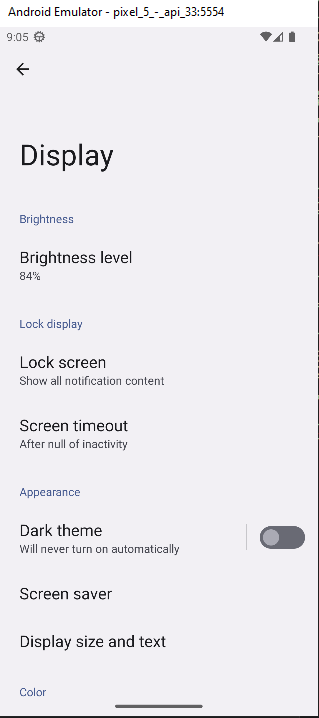 Android Emulator - pixel_5_-_api_33:5554
9:05
Display
Brightness
Brightness level
84%
Lock display
Lock screen
Show all notification content
Screen timeout
After null of inactivity
Appearance
Dark theme
Will never turn on automatically
Screen saver
Display size and text
Color